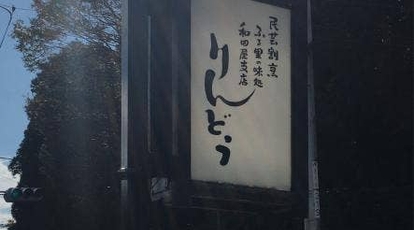 民芸割烹
ふる里の味処
和田屋支店
りんどう